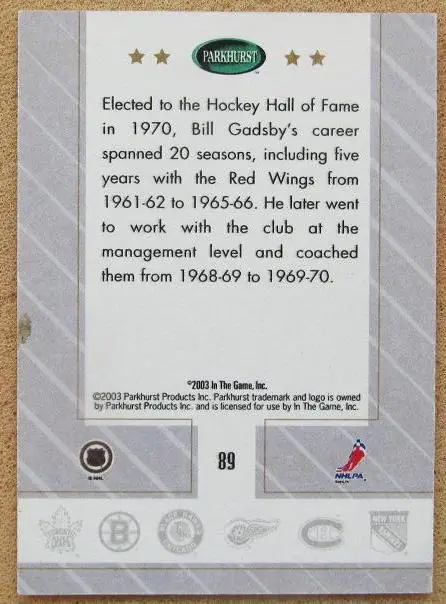 PARKHURST
Elected to the Hockey Hall of Fame
in 1970, Bill Gadsby's career
spanned 20 seasons, including five
years with the Red Wings from
1961-62 to 1965-66. He later went
to work with the club at the
management level and coached
them from 1968-69 to 1969-70.
©2003 In The Game, Inc.
©2003 Parkhurst Products Inc. Parkhurst trademark and logo is owned
by Parkhurst Products Inc. and is licensed for use by In The Game, Inc.
89
NHLPA
NEW YORK
RANGERS